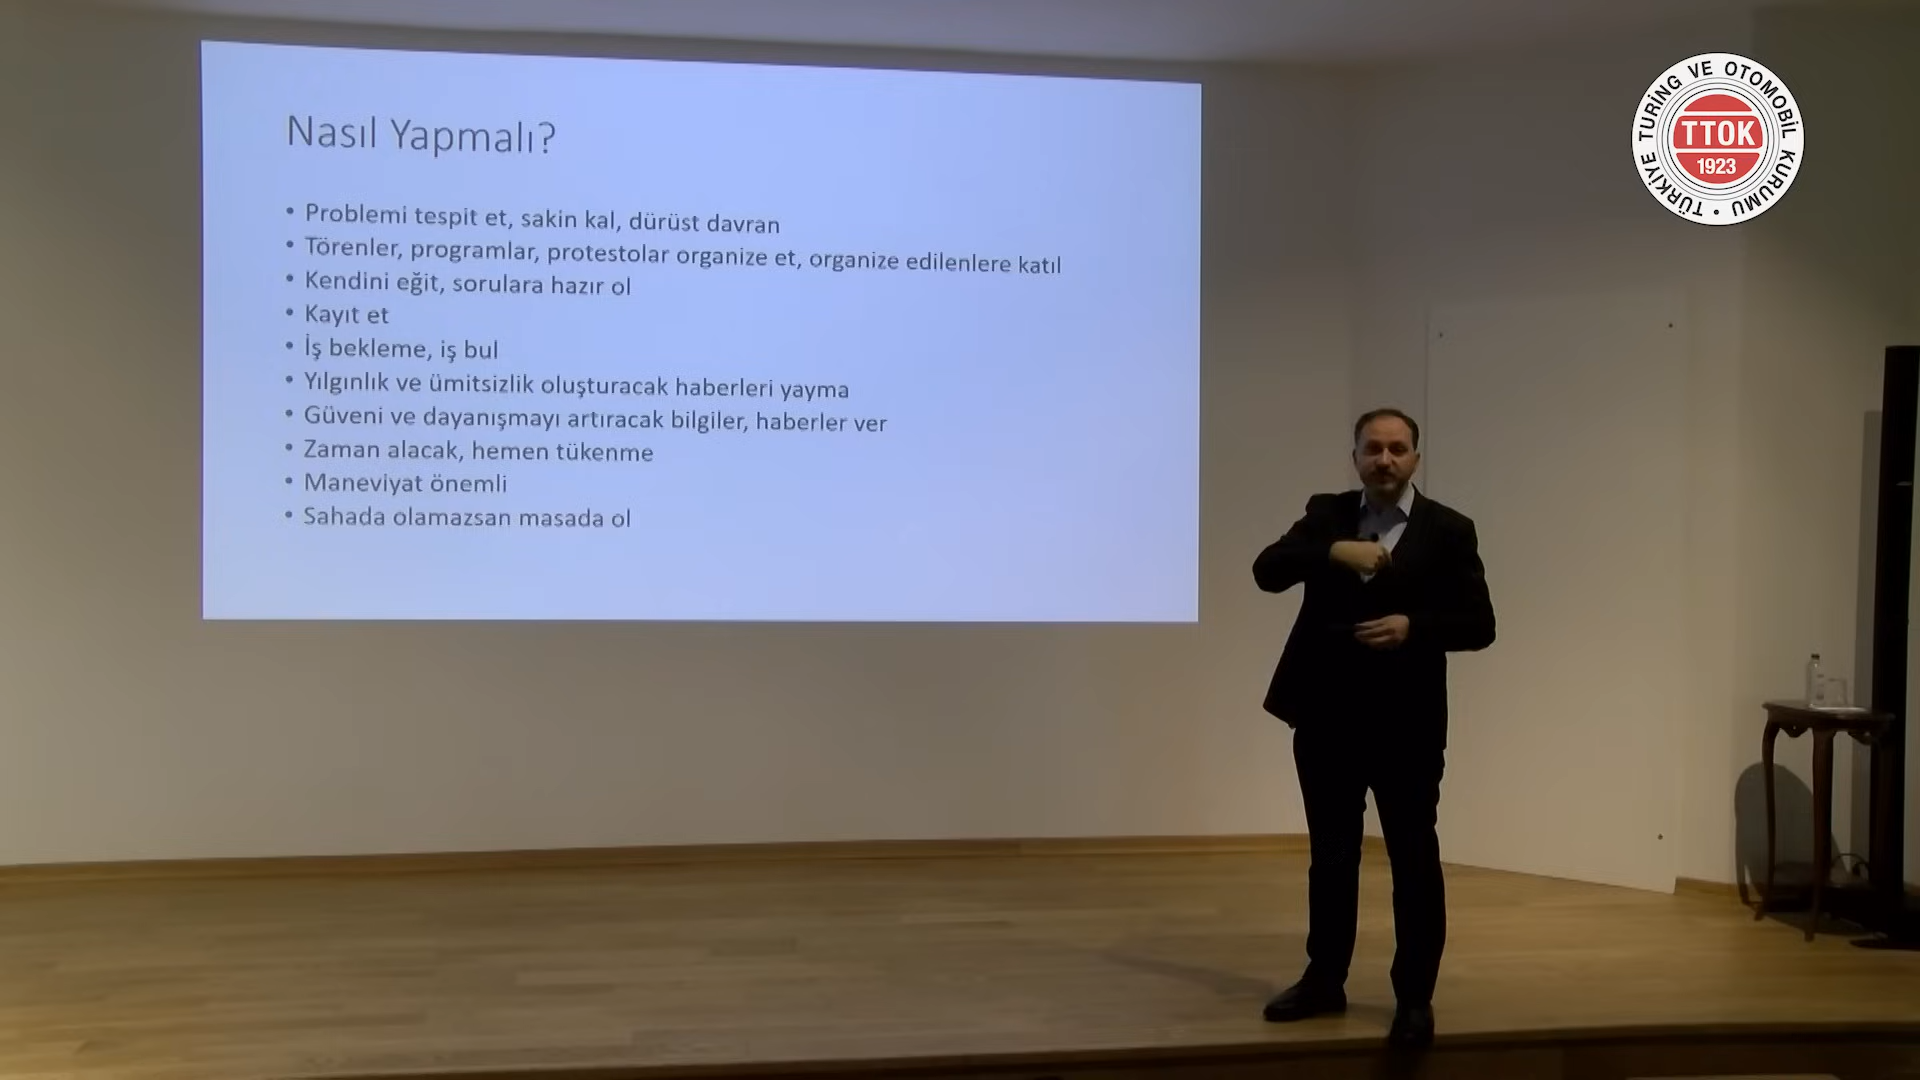 Nasıl Yapmalı?
• Problemi tespit et, sakin kal, dürüst davran
• Törenler, programlar, protestolar organize et, organize edilenlere katıl
• Kendini eğit, sorulara hazır ol
• Kayıt et
• İş bekleme, iş bul
• Yılgınlık ve ümitsizlik oluşturacak haberleri yayma
• Güveni ve dayanışmayı artıracak bilgiler, haberler ver
• Zaman alacak, hemen tükenme
• Maneviyat önemli
• Sahada olamazsan masada ol
TÜRKİYE TURİNG VE OTOMOBİL KURUMU •
TTOK
1923